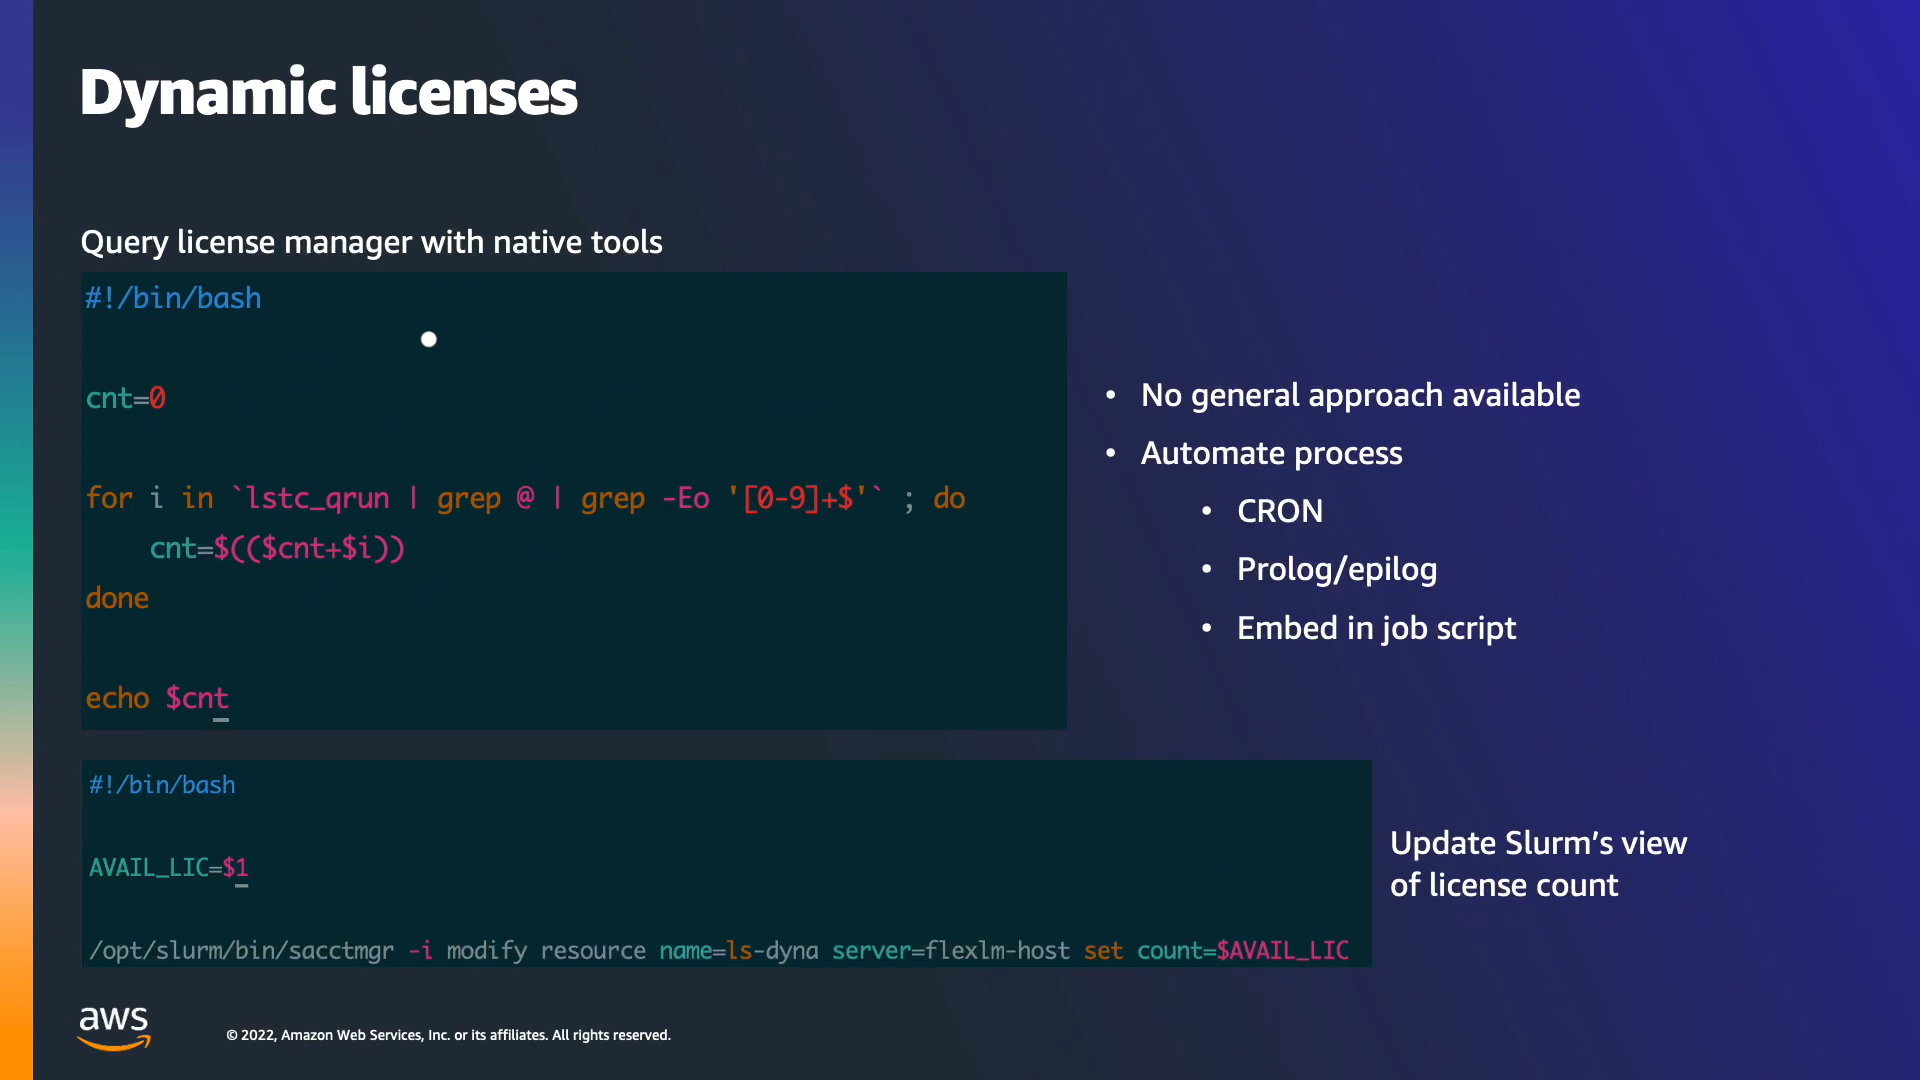 Dynamic licenses
Query license manager with native tools
#!/bin/bash
cnt=0
for i in `lstc_qrun | grep @ | grep -Eo '[0-9]+$'` ; do
    cnt=$(($cnt+$i))
done
echo $cnt
• No general approach available
• Automate process
• CRON
• Prolog/epilog
• Embed in job script
#!/bin/bash
AVAIL_LIC=$1
/opt/slurm/bin/sacctmgr -i modify resource name=ls-dyna server=flexlm-host set count=$AVAIL_LIC
Update Slurm's view
of license count
aws
© 2022, Amazon Web Services, Inc. or its affiliates. All rights reserved.